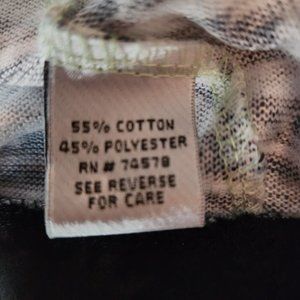 55% COTTON
45% POLYESTER
RN# 74578
SEE REVERSE
FOR CARE